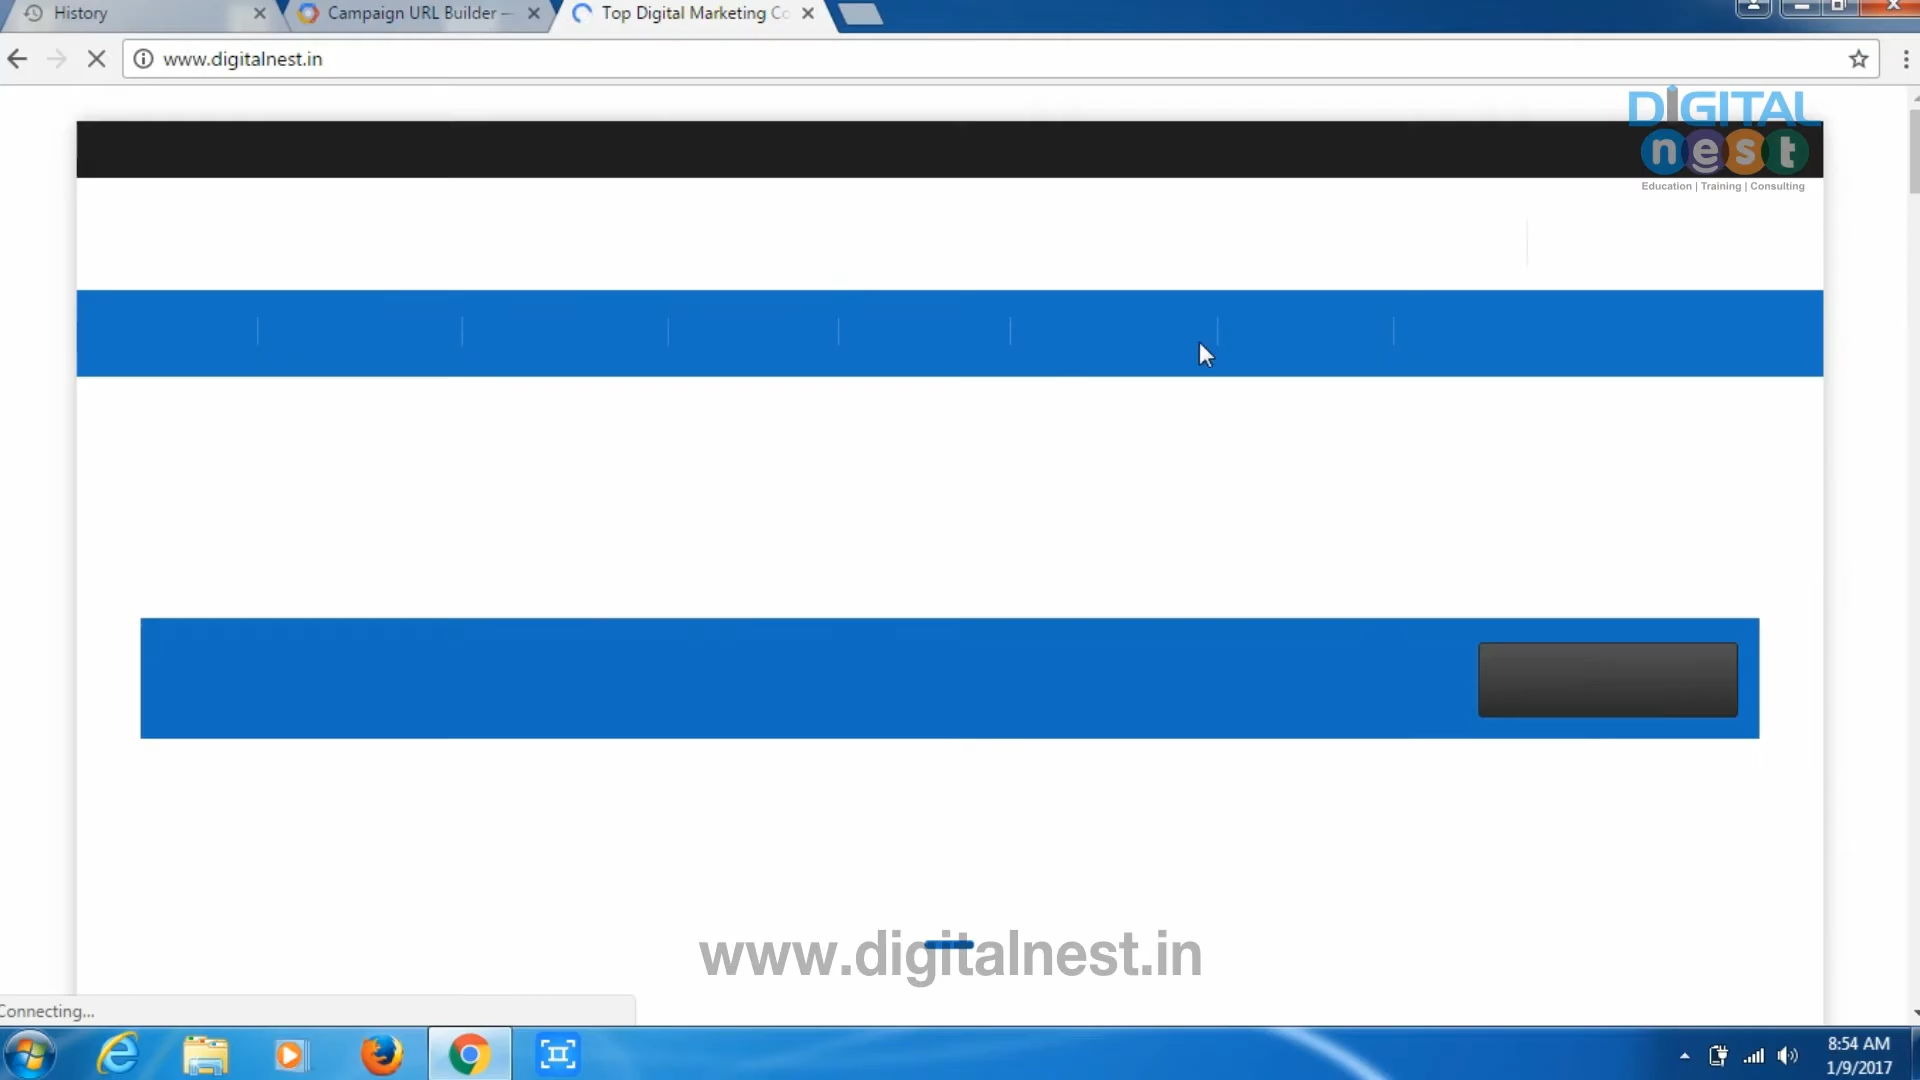 History
Campaign URL Builder —
Top Digital Marketing Co
www.digitalnest.in
DIGITAL
nest
Education | Training | Consulting
www.digitalnest.in
Connecting...
8:54 AM
1/9/2017